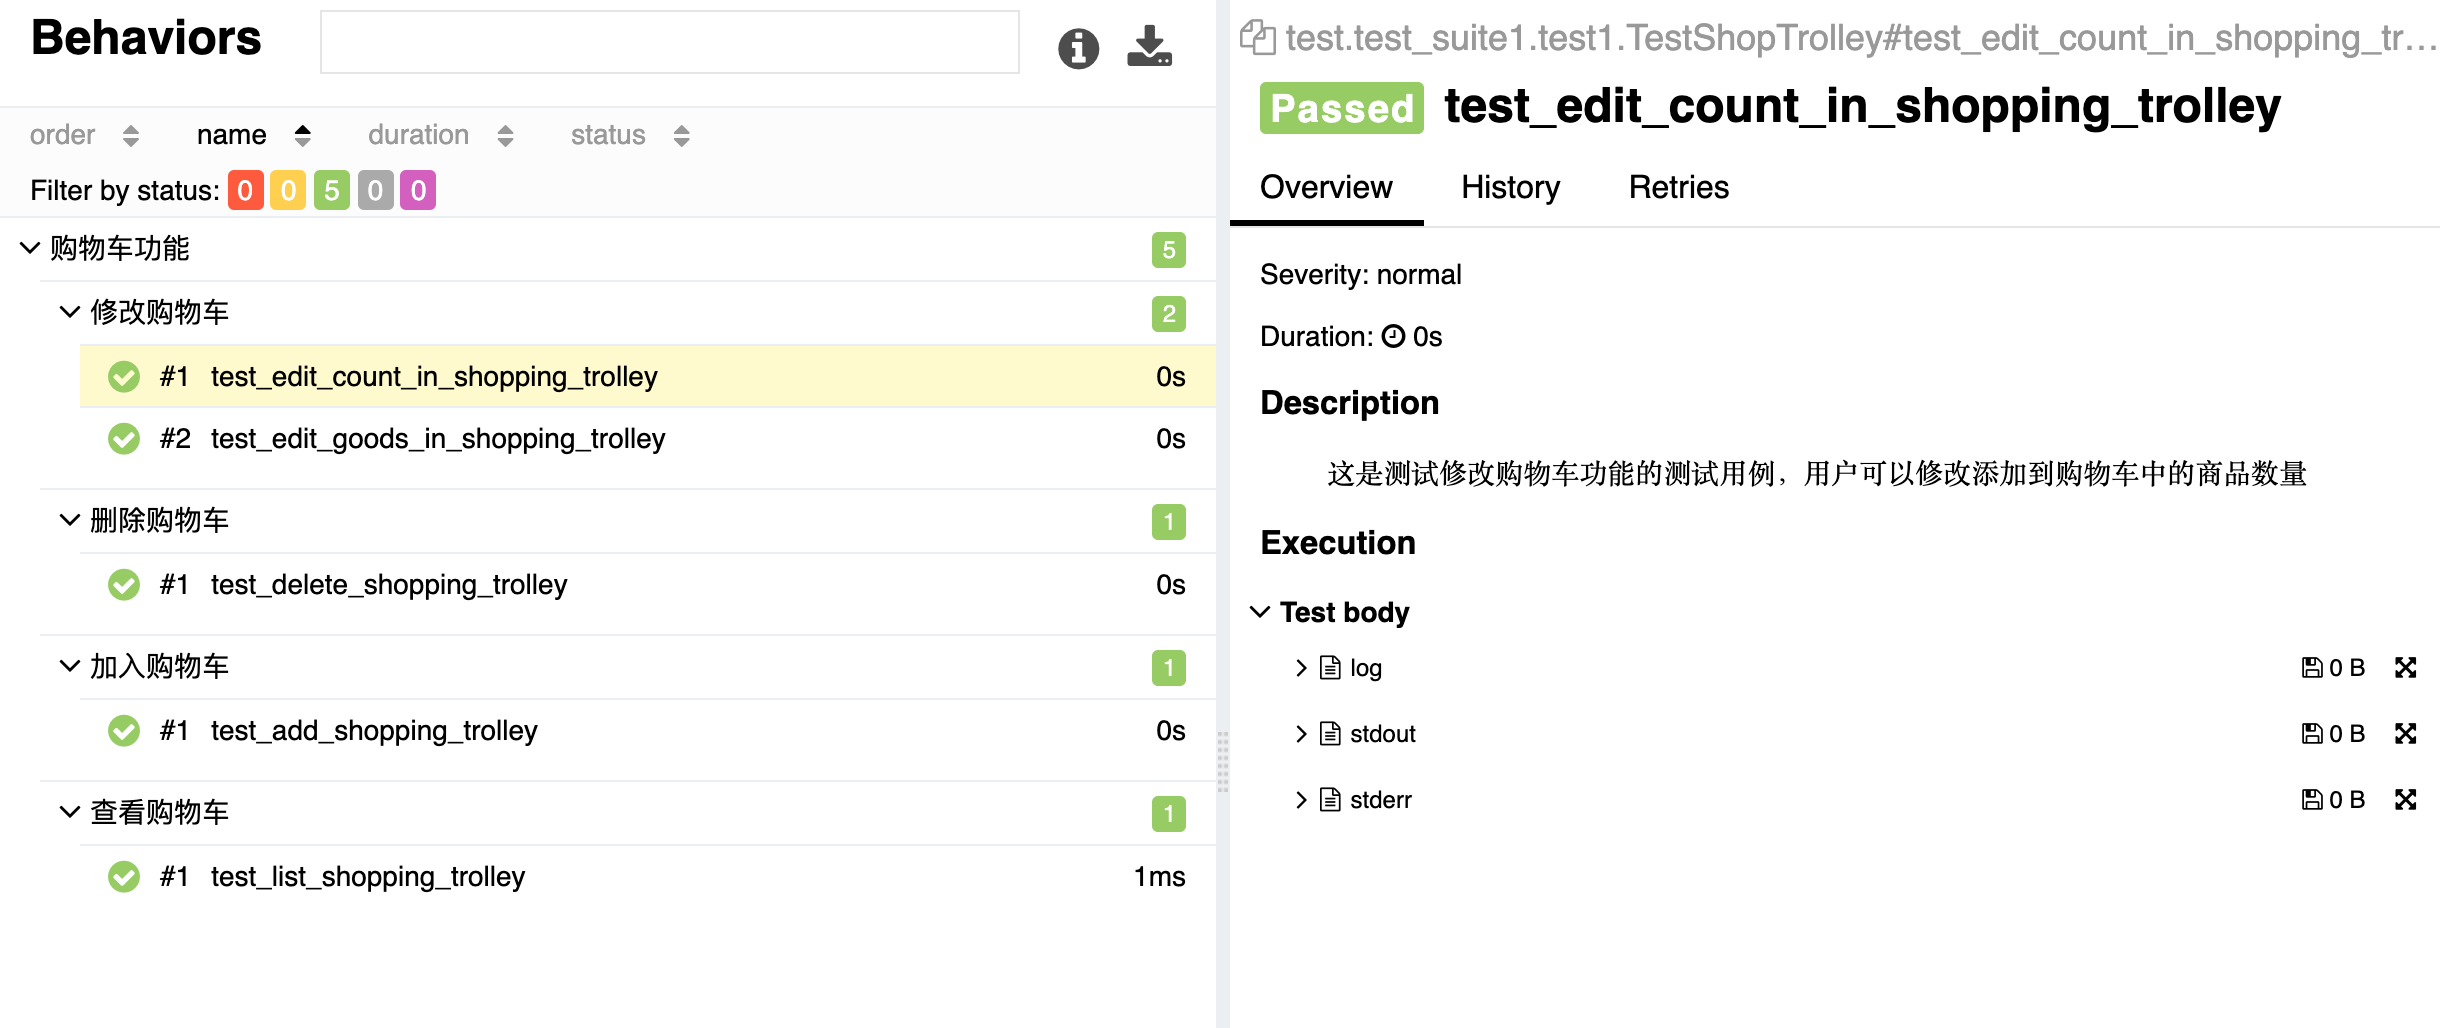 Behaviors
order name duration status
Filter by status: 0 0 5 0 0
购物车功能 5
修改购物车 2
#1 test_edit_count_in_shopping_trolley 0s
#2 test_edit_goods_in_shopping_trolley 0s
删除购物车 1
#1 test_delete_shopping_trolley 0s
加入购物车 1
#1 test_add_shopping_trolley 0s
查看购物车 1
#1 test_list_shopping_trolley 1ms
test.test_suite1.test1.TestShopTrolley#test_edit_count_in_shopping_tr...
Passed test_edit_count_in_shopping_trolley
Overview History Retries
Severity: normal
Duration: 0s
Description
这是测试修改购物车功能的测试用例，用户可以修改添加到购物车中的商品数量
Execution
Test body
log 0 B
stdout 0 B
stderr 0 B